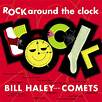 ROCK around the clock
ROCK
BILL HALEY and his COMETS